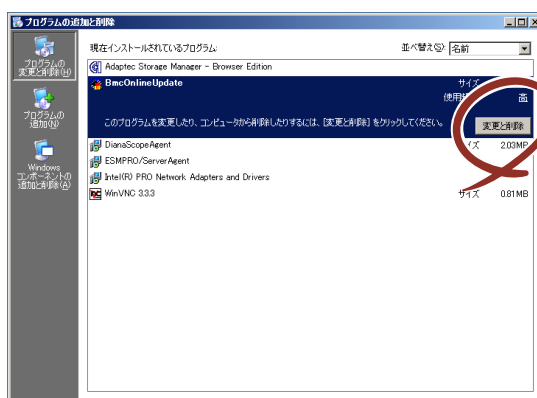 プログラムの追加と削除
プログラムの
変更と削除(H)
プログラムの
追加(N)
Windows
コンポーネントの
追加と削除(A)
現在インストールされているプログラム:
並べ替え(S): 名前
Adaptec Storage Manager - Browser Edition
BmcOnlineUpdate
サイズ
高
このプログラムを変更したり、コンピュータから削除したりするには、[変更と削除] をクリックしてください。
変更と削除
DianaScopeAgent
イズ 2.03MB
ESMPRO/ServerAgent
Intel(R) PRO Network Adapters and Drivers
WinVNC 3.3.3
サイズ 0.81MB